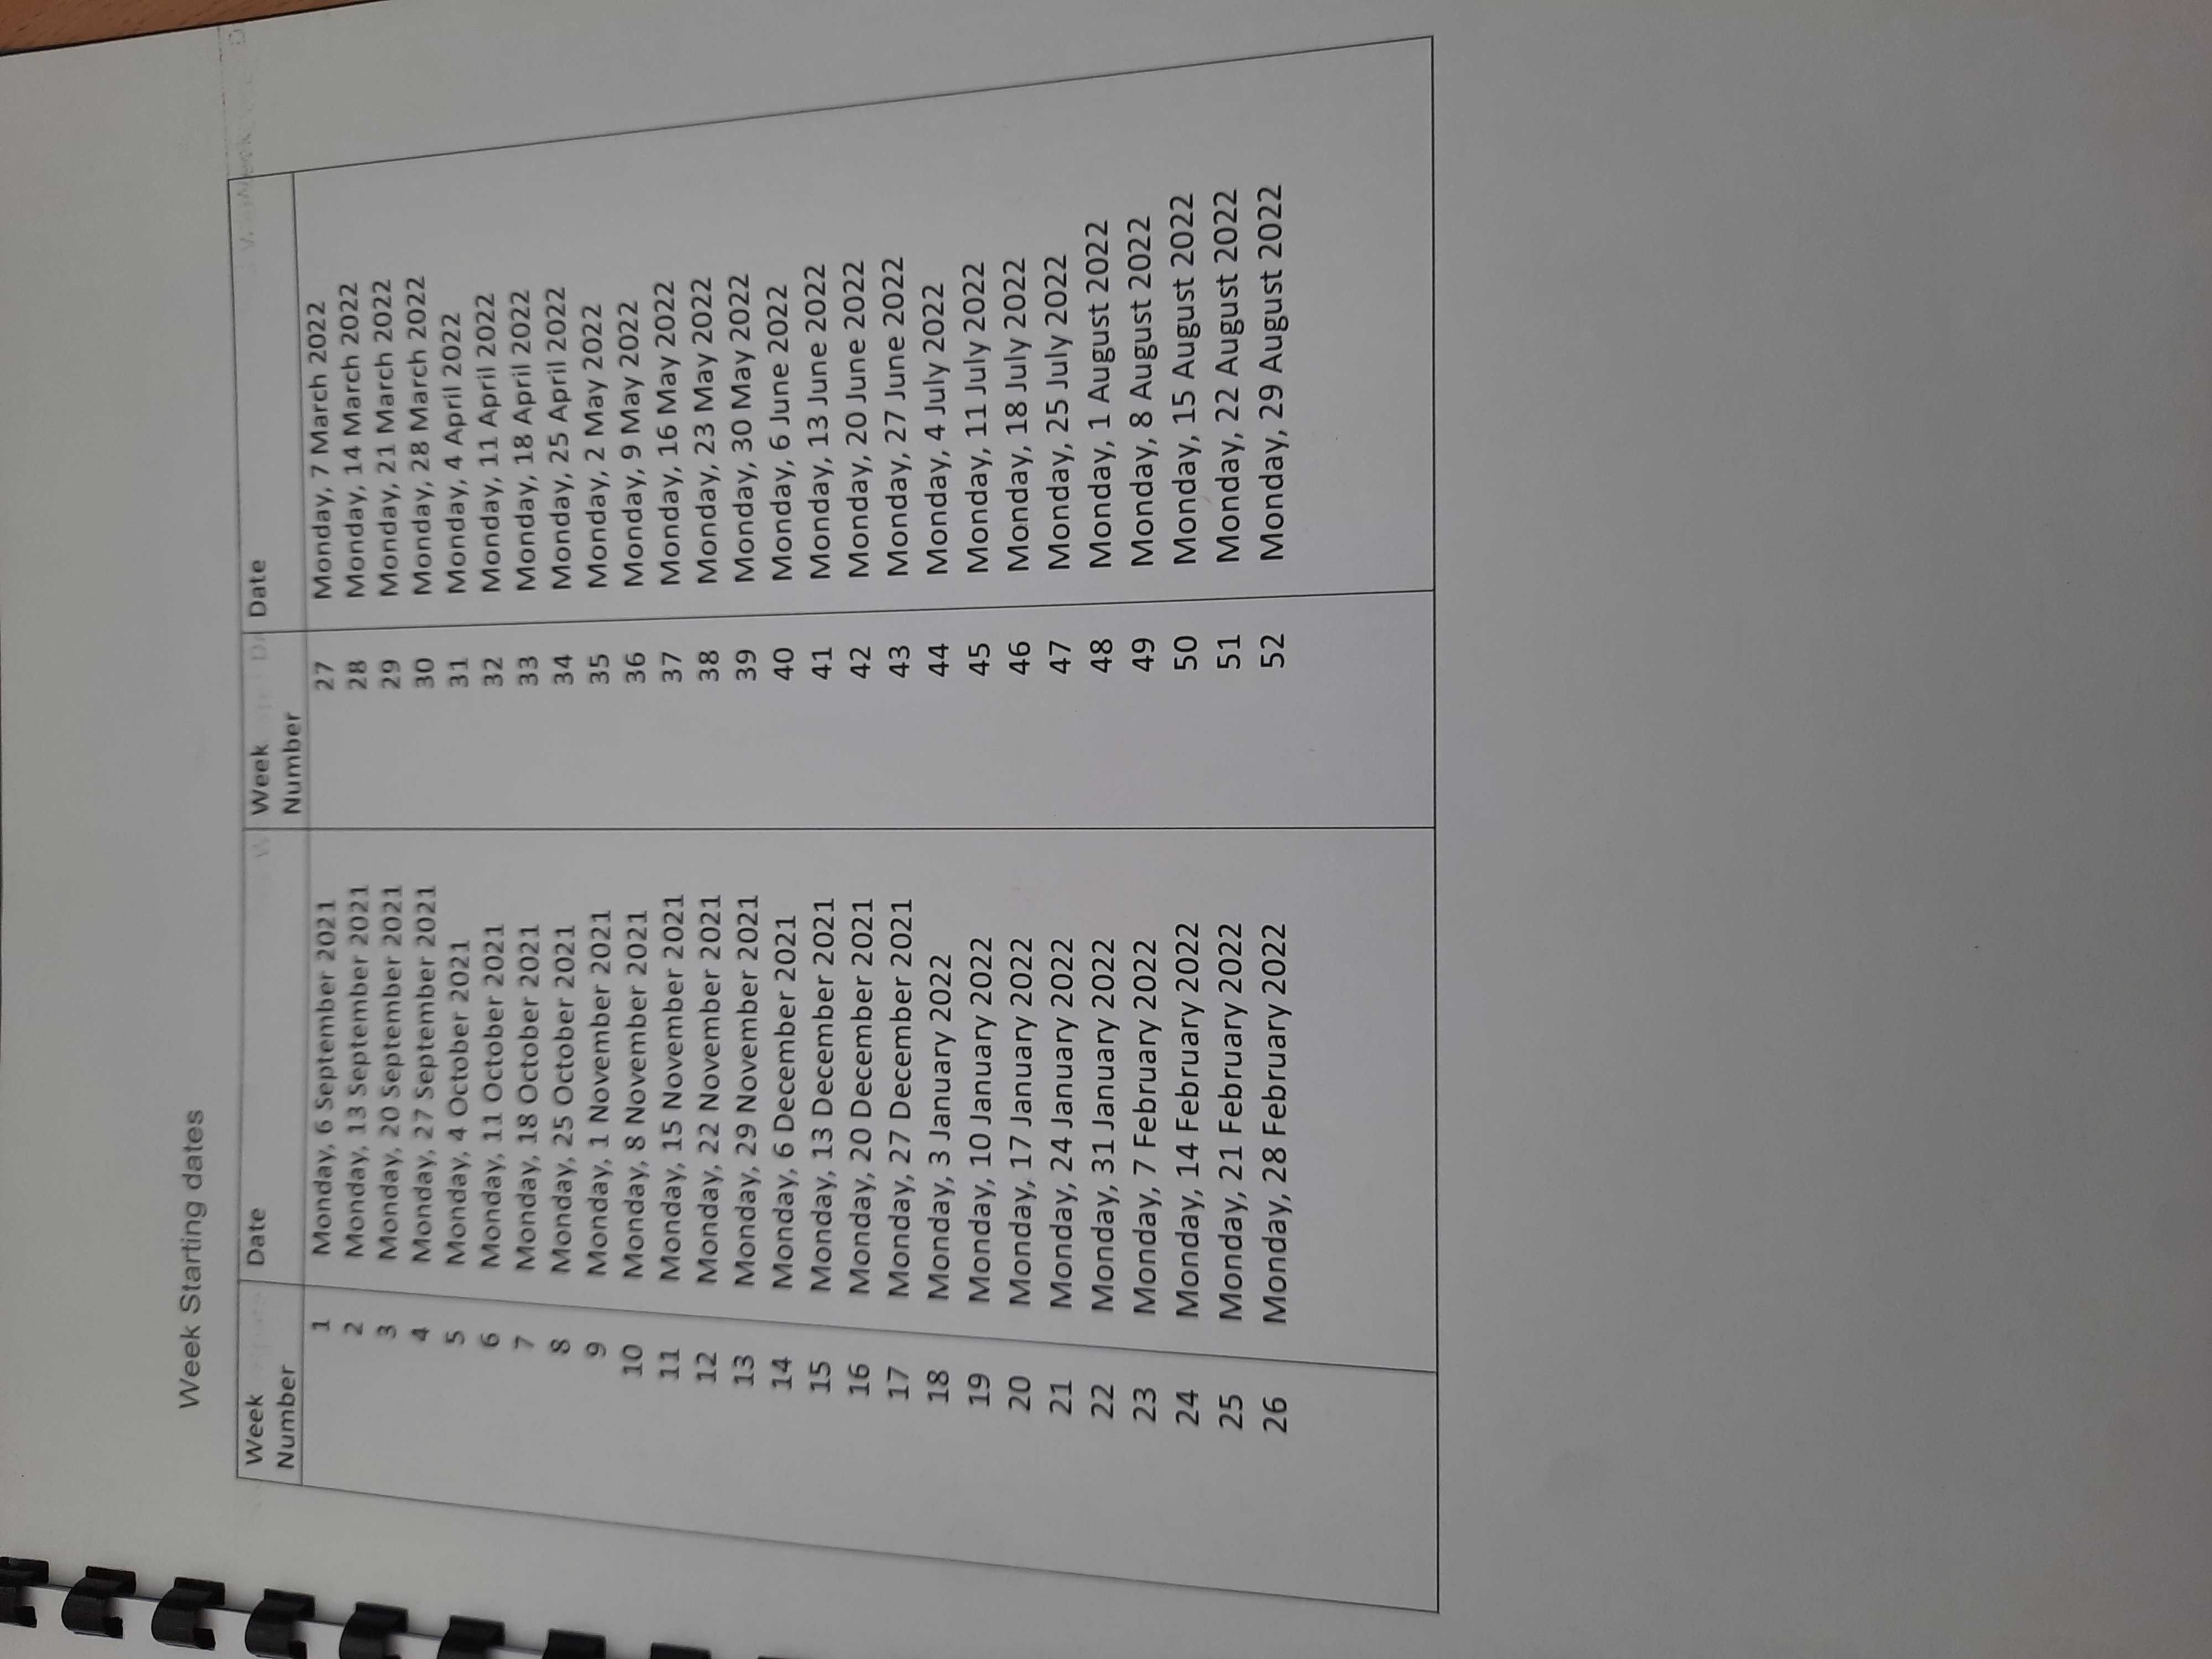 Week Starting dates
Week Number Date Week Number Date
1 Monday, 6 September 2021 27 Monday, 7 March 2022
2 Monday, 13 September 2021 28 Monday, 14 March 2022
3 Monday, 20 September 2021 29 Monday, 21 March 2022
4 Monday, 27 September 2021 30 Monday, 28 March 2022
5 Monday, 4 October 2021 31 Monday, 4 April 2022
6 Monday, 11 October 2021 32 Monday, 11 April 2022
7 Monday, 18 October 2021 33 Monday, 18 April 2022
8 Monday, 25 October 2021 34 Monday, 25 April 2022
9 Monday, 1 November 2021 35 Monday, 2 May 2022
10 Monday, 8 November 2021 36 Monday, 9 May 2022
11 Monday, 15 November 2021 37 Monday, 16 May 2022
12 Monday, 22 November 2021 38 Monday, 23 May 2022
13 Monday, 29 November 2021 39 Monday, 30 May 2022
14 Monday, 6 December 2021 40 Monday, 6 June 2022
15 Monday, 13 December 2021 41 Monday, 13 June 2022
16 Monday, 20 December 2021 42 Monday, 20 June 2022
17 Monday, 27 December 2021 43 Monday, 27 June 2022
18 Monday, 3 January 2022 44 Monday, 4 July 2022
19 Monday, 10 January 2022 45 Monday, 11 July 2022
20 Monday, 17 January 2022 46 Monday, 18 July 2022
21 Monday, 24 January 2022 47 Monday, 25 July 2022
22 Monday, 31 January 2022 48 Monday, 1 August 2022
23 Monday, 7 February 2022 49 Monday, 8 August 2022
24 Monday, 14 February 2022 50 Monday, 15 August 2022
25 Monday, 21 February 2022 51 Monday, 22 August 2022
26 Monday, 28 February 2022 52 Monday, 29 August 2022